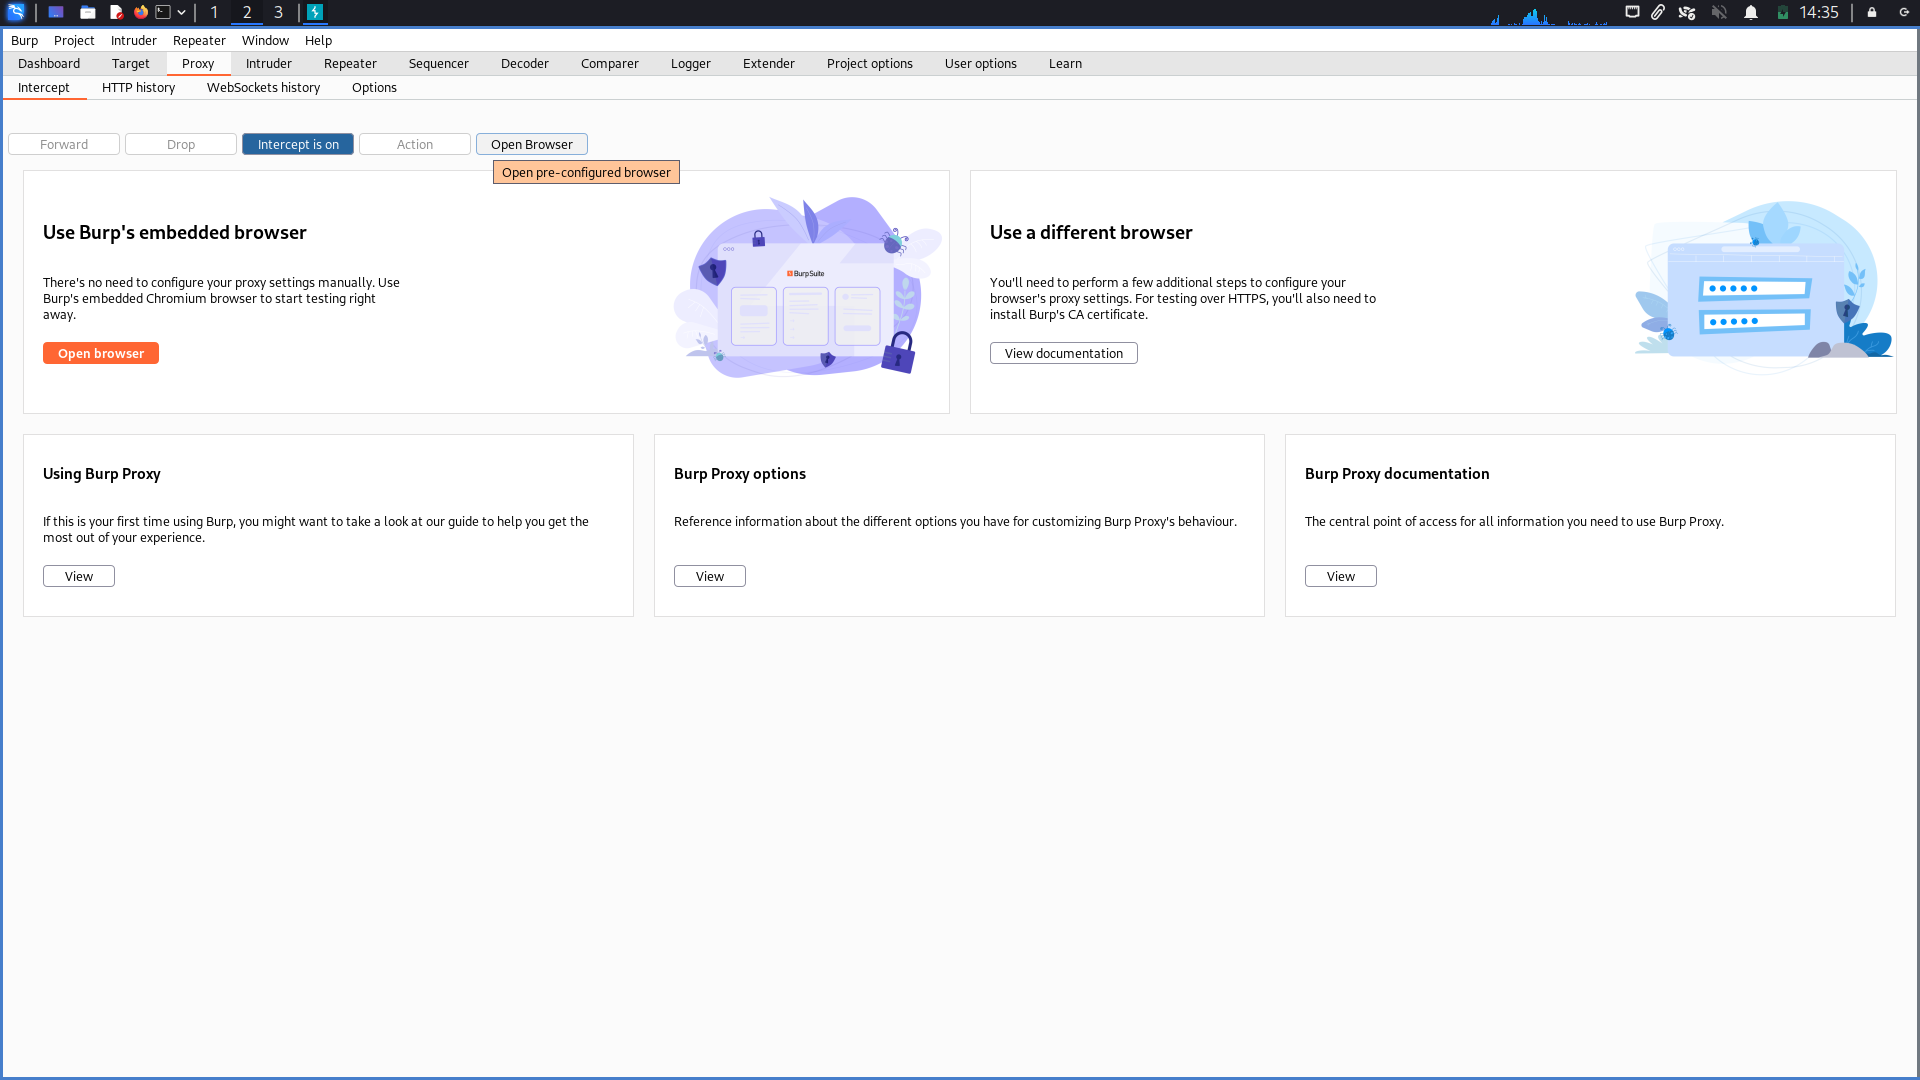 1 2 3 14:35
Burp Project Intruder Repeater Window Help
Dashboard Target Proxy Intruder Repeater Sequencer Decoder Comparer Logger Extender Project options User options Learn
Intercept HTTP history WebSockets history Options
Forward Drop Intercept is on Action Open Browser
Open pre-configured browser
Use Burp's embedded browser
There's no need to configure your proxy settings manually. Use
Burp's embedded Chromium browser to start testing right
away.
Open browser
BurpSuite
Use a different browser
You'll need to perform a few additional steps to configure your
browser's proxy settings. For testing over HTTPS, you'll also need to
install Burp's CA certificate.
View documentation
Using Burp Proxy
If this is your first time using Burp, you might want to take a look at our guide to help you get the
most out of your experience.
View
Burp Proxy options
Reference information about the different options you have for customizing Burp Proxy's behaviour.
View
Burp Proxy documentation
The central point of access for all information you need to use Burp Proxy.
View